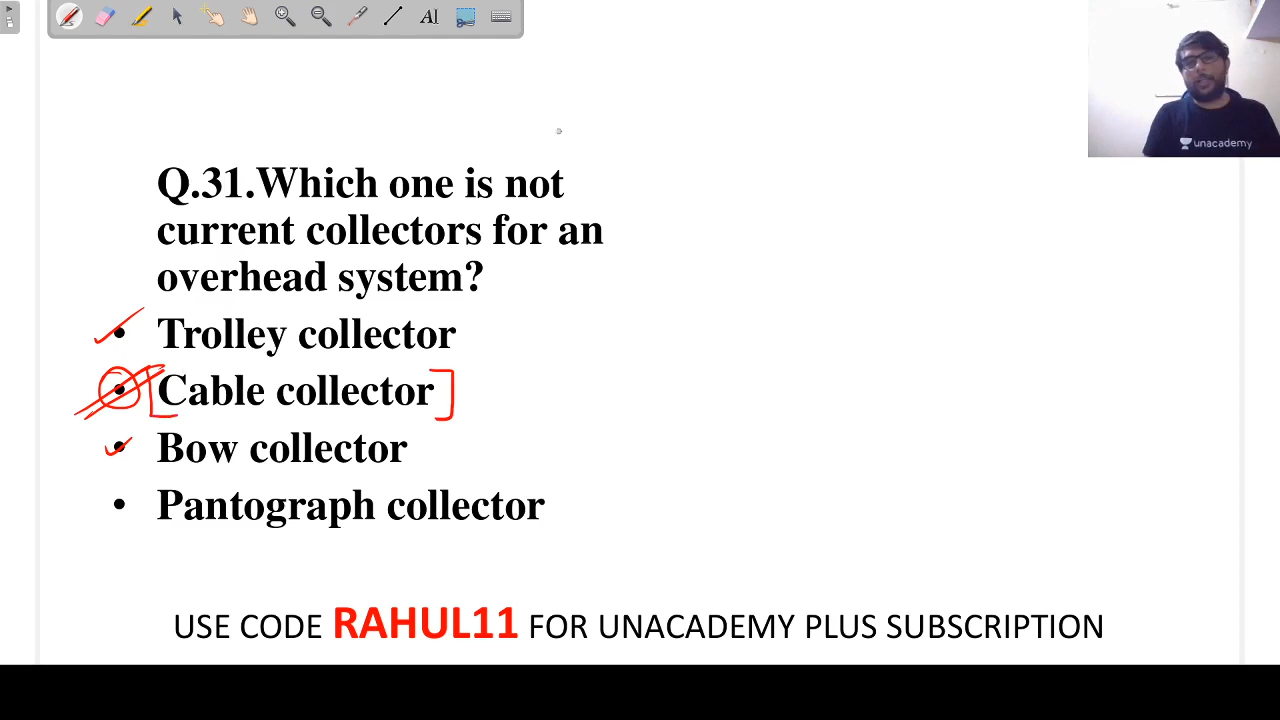 AI
unacademy
Q.31.Which one is not
current collectors for an
overhead system?
• Trolley collector
• Cable collector
• Bow collector
• Pantograph collector
USE CODE RAHUL11 FOR UNACADEMY PLUS SUBSCRIPTION